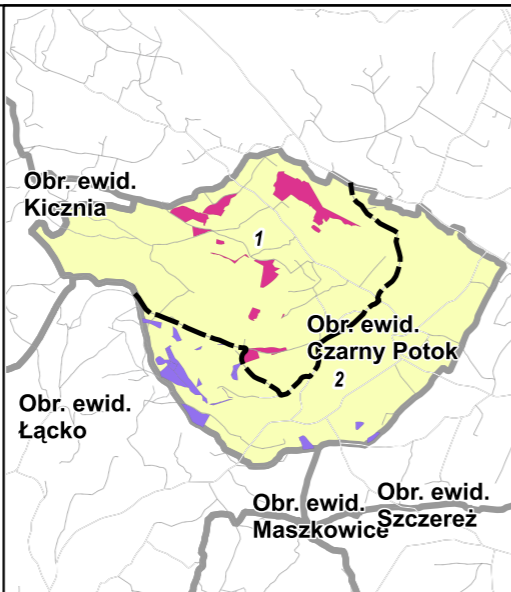 Obr. ewid.
Kicznia
1
Obr. ewid.
Czarny Potok
2
Obr. ewid.
Łącko
Obr. ewid.
Maszkowice
Obr. ewid.
Szczereż